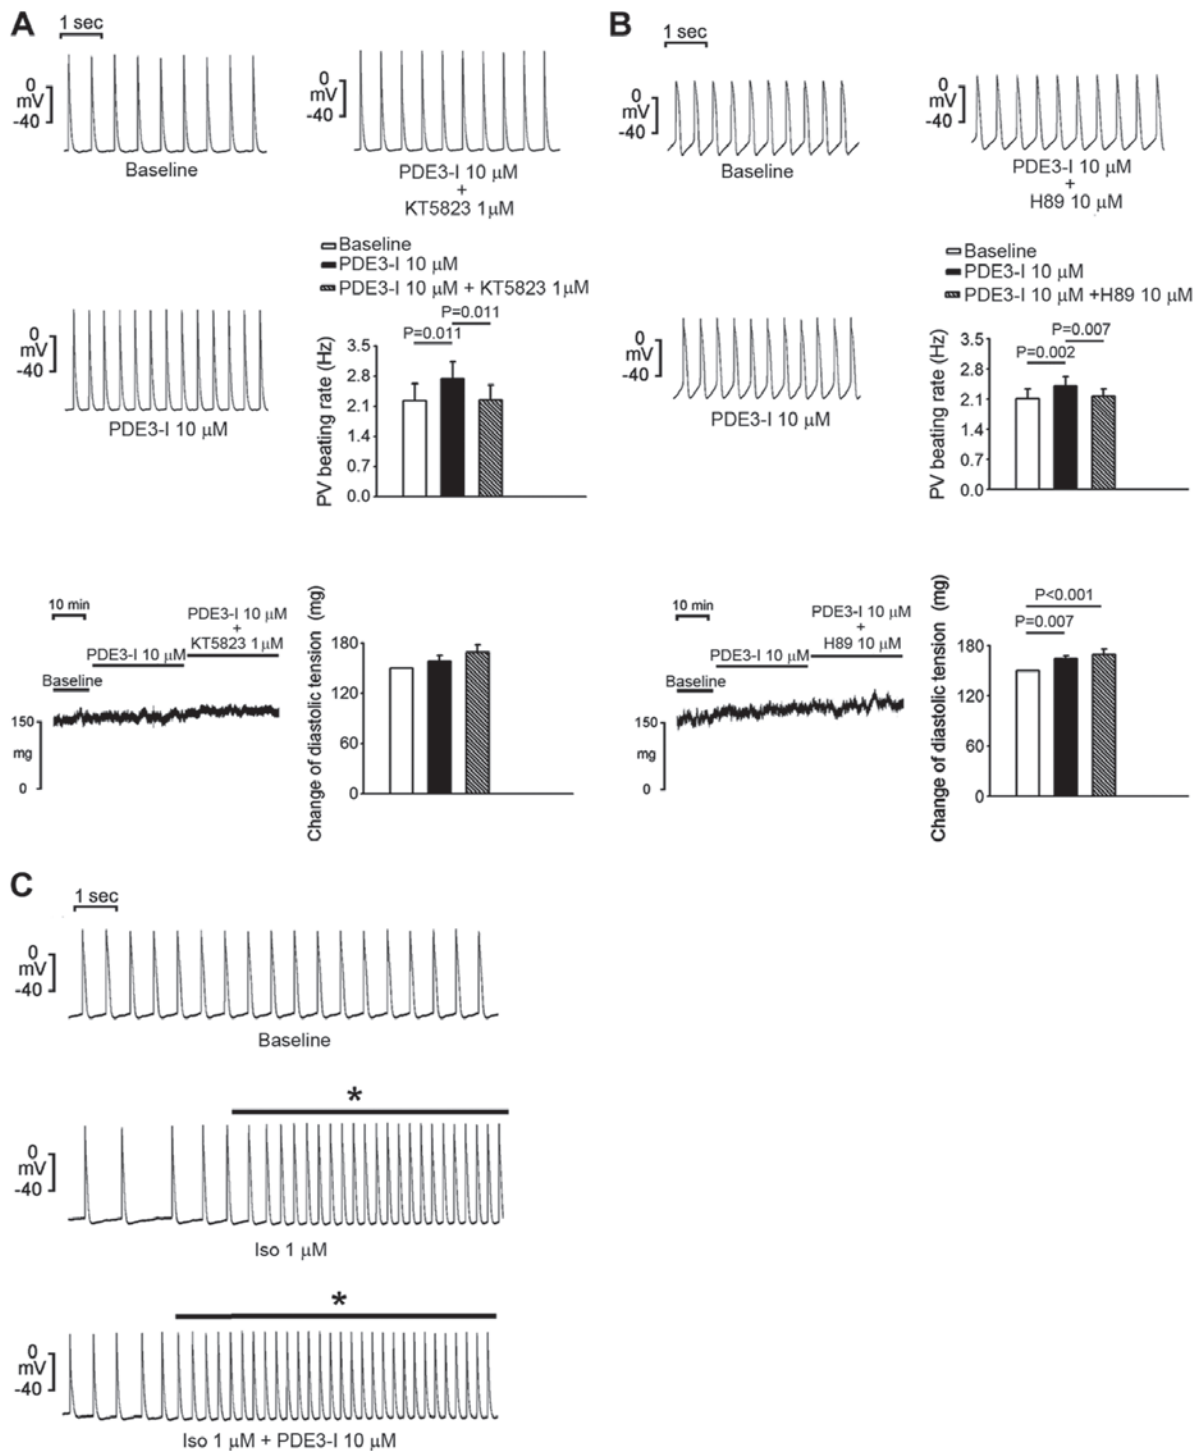 A
1 sec
0
mV
-40
Baseline
0
mV
-40
PDE3-I 10 μM
+
KT5823 1μM
0
mV
-40
PDE3-I 10 μM
Baseline
PDE3-I 10 μM
PDE3-I 10 μM + KT5823 1μM
P=0.011
P=0.011
PV beating rate (Hz)
3.5
2.8
2.1
1.4
0.7
0.0
10 min
PDE3-I 10 μM
+
KT5823 1μM
PDE3-I 10 μM
Baseline
150
mg
0
Change of diastolic tension (mg)
180
120
60
0
B
1 sec
0
mV
-40
Baseline
0
mV
-40
PDE3-I 10 μM
+
H89 10 μM
0
mV
-40
PDE3-I 10 μM
Baseline
PDE3-I 10 μM
PDE3-I 10 μM +H89 10 μM
P=0.007
P=0.002
PV beating rate (Hz)
3.5
2.8
2.1
1.4
0.7
0.0
10 min
PDE3-I 10 μM
+
H89 10 μM
PDE3-I 10 μM
Baseline
150
mg
0
Change of diastolic tension (mg)
P<0.001
P=0.007
180
120
60
0
C
1 sec
0
mV
-40
Baseline
*
0
mV
-40
Iso 1 μM
*
0
mV
-40
Iso 1 μM + PDE3-I 10 μM